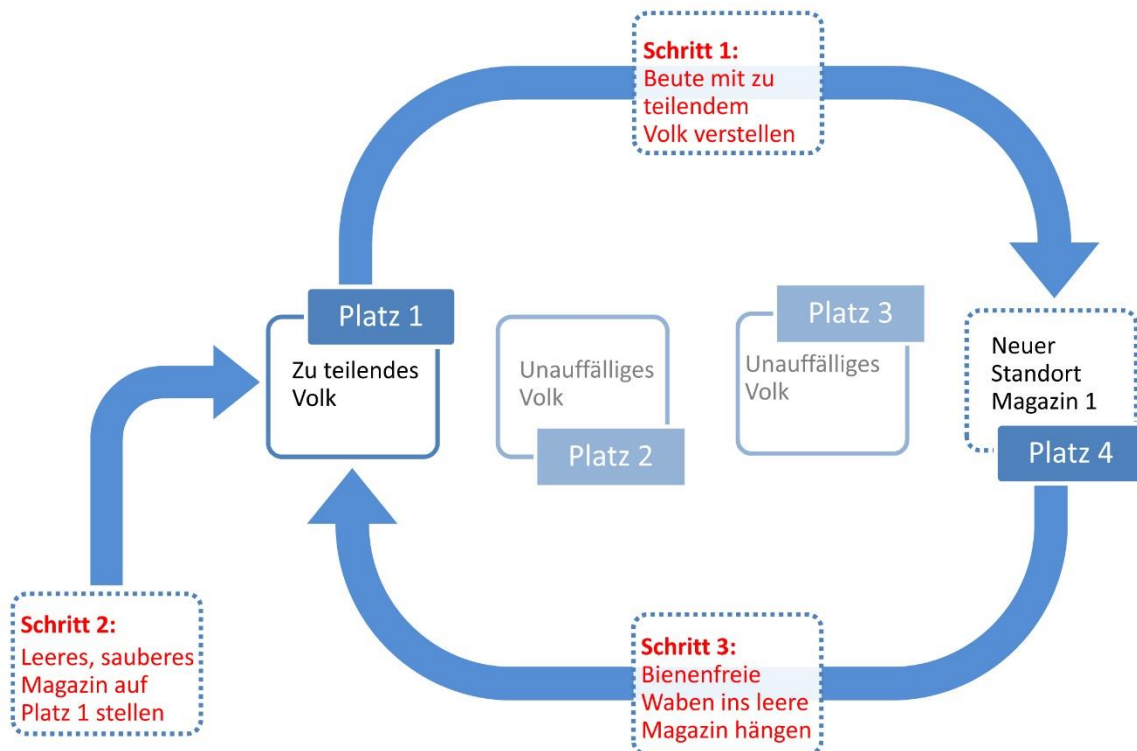 Schritt 1:
Beute mit zu
teilendem
Volk verstellen
Platz 1
Zu teilendes
Volk
Unauffälliges
Volk
Platz 2
Platz 3
Unauffälliges
Volk
Neuer
Standort
Magazin 1
Platz 4
Schritt 2:
Leeres, sauberes
Magazin auf
Platz 1 stellen
Schritt 3:
Bienenfreie
Waben ins leere
Magazin hängen